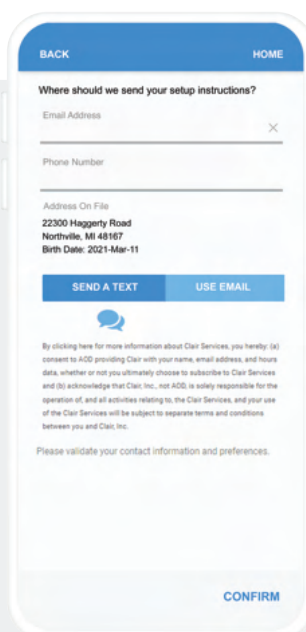 BACK HOME
Where should we send your setup instructions?
Email Address
Phone Number
Address On File
22300 Haggerty Road
Northville, MI 48167
Birth Date: 2021-Mar-11
SEND A TEXT USE EMAIL
By clicking here for more information about Clair Services, you hereby: (a)
consent to AOD providing Clair with your name, email address, and hours
data, whether or not you ultimately choose to subscribe to Clair Services
and (b) acknowledge that Clair, Inc., not AOD, is solely responsible for the
operation of, and all activities relating to, the Clair Services, and your use
of the Clair Services will be subject to separate terms and conditions
between you and Clair, Inc.
Please validate your contact information and preferences.
CONFIRM